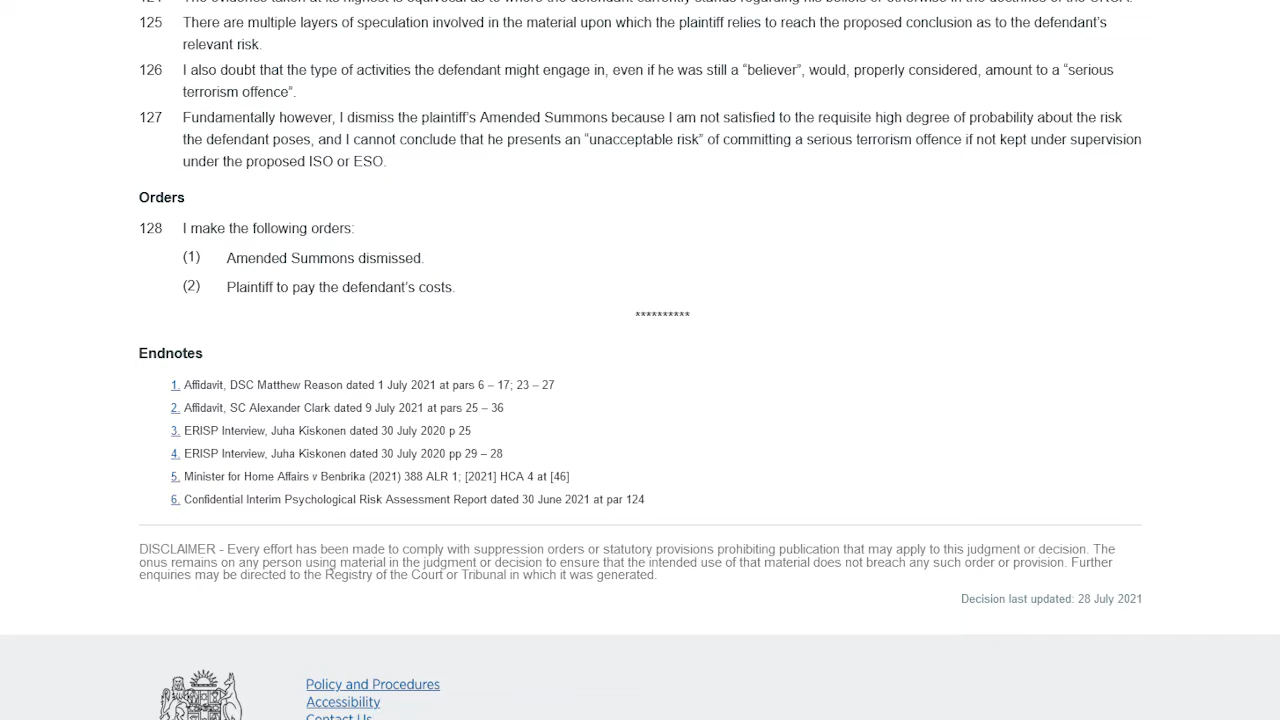 125 There are multiple layers of speculation involved in the material upon which the plaintiff relies to reach the proposed conclusion as to the defendant's
relevant risk.
126 I also doubt that the type of activities the defendant might engage in, even if he was still a “believer”, would, properly considered, amount to a “serious
terrorism offence”.
127 Fundamentally however, I dismiss the plaintiff's Amended Summons because I am not satisfied to the requisite high degree of probability about the risk
the defendant poses, and I cannot conclude that he presents an “unacceptable risk” of committing a serious terrorism offence if not kept under supervision
under the proposed ISO or ESO.
Orders
128 I make the following orders:
(1) Amended Summons dismissed.
(2) Plaintiff to pay the defendant's costs.
**********
Endnotes
1. Affidavit, DSC Matthew Reason dated 1 July 2021 at pars 6 – 17; 23 – 27
2. Affidavit, SC Alexander Clark dated 9 July 2021 at pars 25 – 36
3. ERISP Interview, Juha Kiskonen dated 30 July 2020 p 25
4. ERISP Interview, Juha Kiskonen dated 30 July 2020 pp 29 – 28
5. Minister for Home Affairs v Benbrika (2021) 388 ALR 1; [2021] HCA 4 at [46]
6. Confidential Interim Psychological Risk Assessment Report dated 30 June 2021 at par 124
DISCLAIMER - Every effort has been made to comply with suppression orders or statutory provisions prohibiting publication that may apply to this judgment or decision. The
onus remains on any person using material in the judgment or decision to ensure that the intended use of that material does not breach any such order or provision. Further
enquiries may be directed to the Registry of the Court or Tribunal in which it was generated.
Decision last updated: 28 July 2021
Policy and Procedures
Accessibility
Contact Us